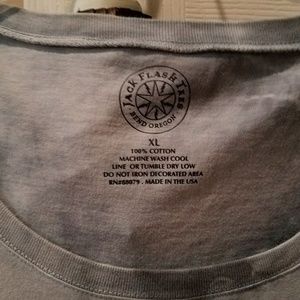 JACK FLASH TEES
BEND OREGON
XL
100% COTTON
MACHINE WASH COOL
LINE OR TUMBLE DRY LOW
DO NOT IRON DECORATED AREA
RN#88079 . MADE IN THE USA